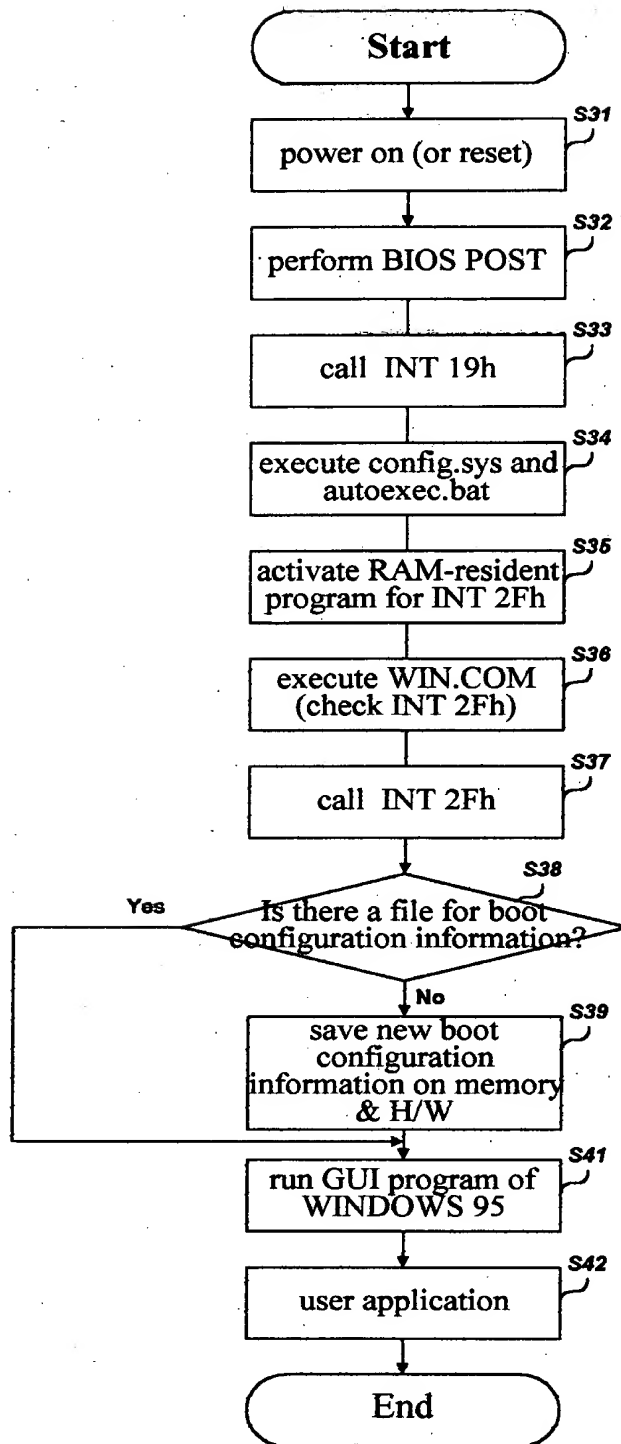 Start
S31
power on (or reset)
S32
perform BIOS POST
S33
call INT 19h
S34
execute config.sys and
autoexec.bat
S35
activate RAM-resident
program for INT 2Fh
S36
execute WIN.COM
(check INT 2Fh)
S37
call INT 2Fh
S38
Yes
Is there a file for boot
configuration information?
No
S39
save new boot
configuration
information on memory
& H/W
S41
run GUI program of
WINDOWS 95
S42
user application
End